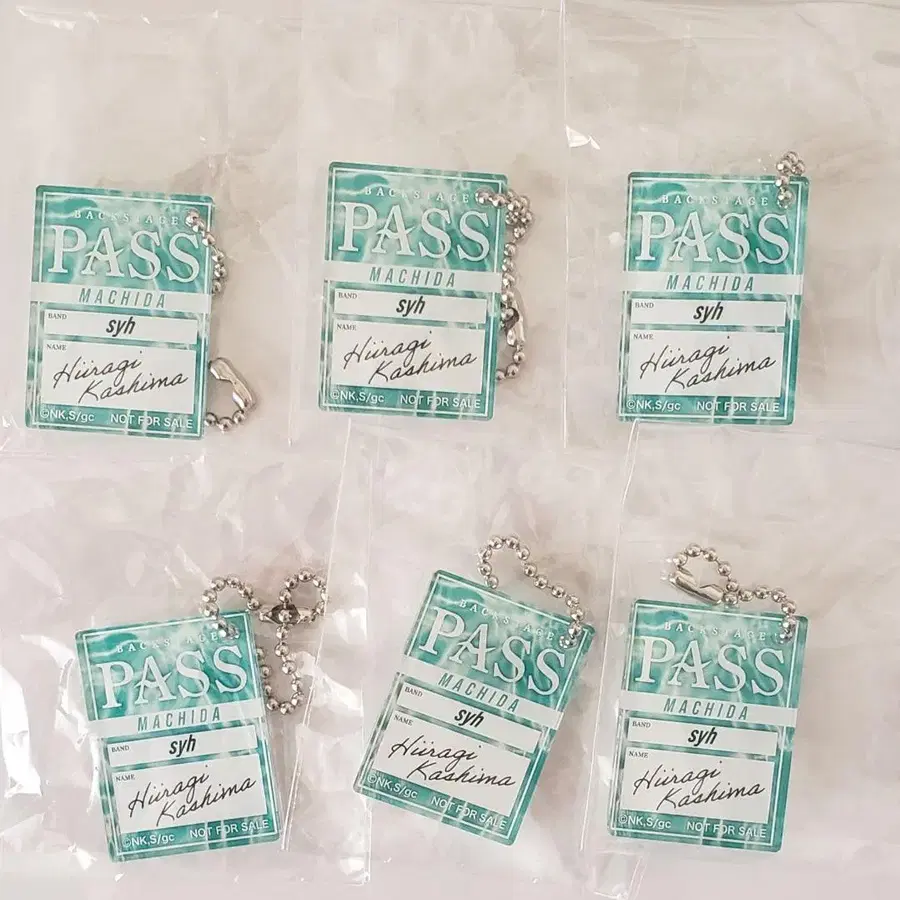 BACKSTAGE
PASS
MACHIDA
BAND
syh
NAME
Hiiragi
Kashima
©NK,S/gc NOT FOR SALE
BACKSTAGE
PASS
MACHIDA
BAND
syh
NAME
Hiiragi
Kashima
©NK,S/gc NOT FOR SALE
BACKSTAGE
PASS
MACHIDA
BAND
syh
NAME
Hiiragi
Kashima
©NK,S/gc NOT FOR SALE
BACKSTAGE
PASS
MACHIDA
BAND
syh
NAME
Hiiragi
Kashima
©NK,S/gc NOT FOR SALE
BACKSTAGE
PASS
MACHIDA
BAND
syh
NAME
Hiiragi
Kashima
©NK,S/gc NOT FOR SALE
BACKSTAGE
PASS
MACHIDA
BAND
syh
NAME
Hiiragi
Kashima
©NK,S/gc NOT FOR SALE